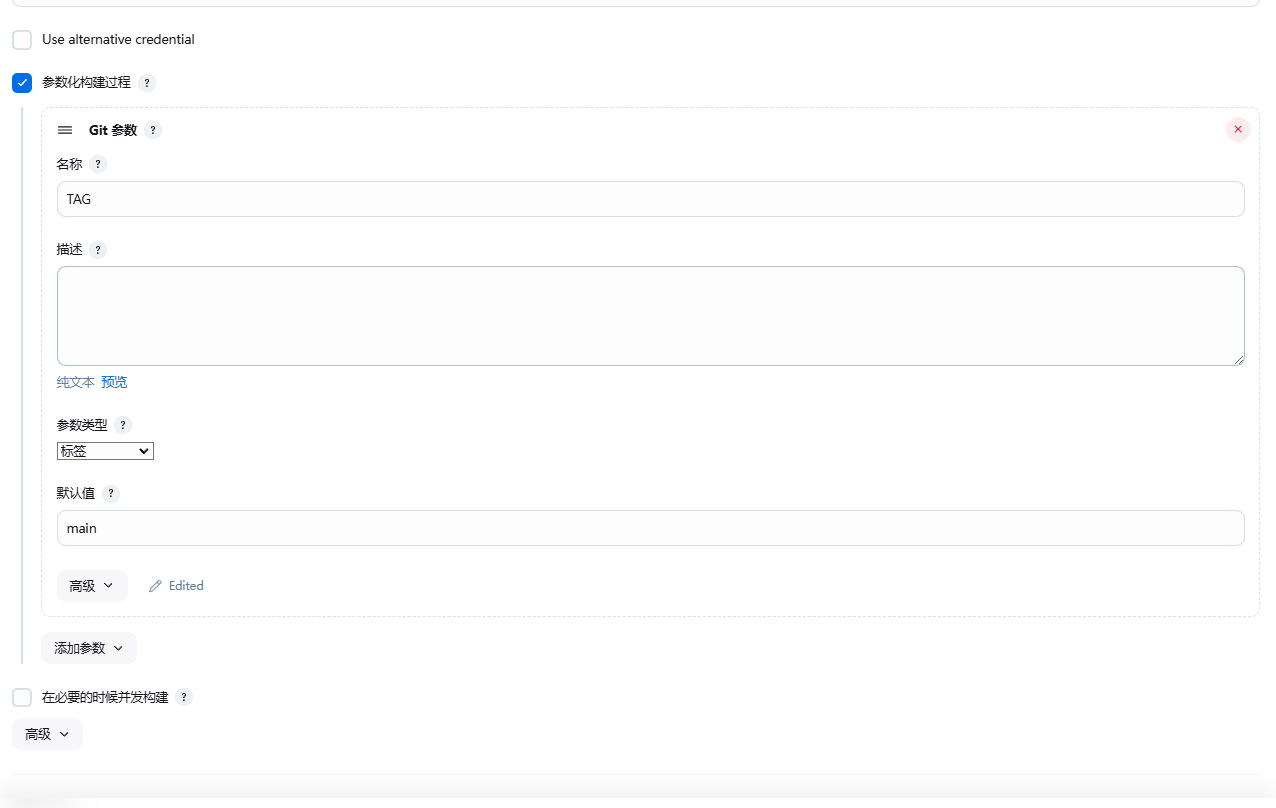 Use alternative credential
参数化构建过程 ?
Git 参数 ?
名称 ?
TAG
描述 ?
纯文本 预览
参数类型 ?
标签
默认值 ?
main
高级 Edited
添加参数
在必要的时候并发构建 ?
高级